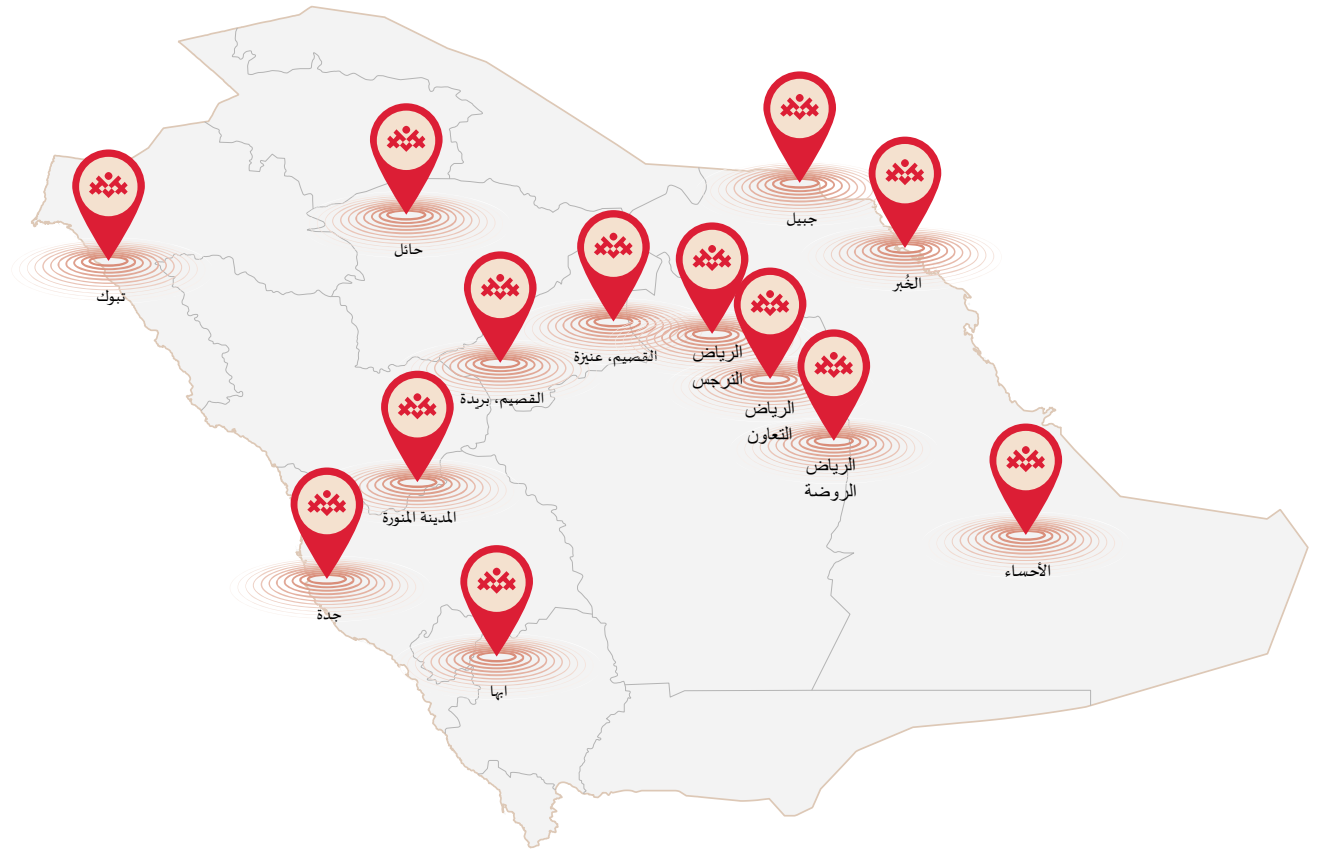 جبيل
حائل
الخُبر
تبوك
القصيم، عنيزة
الرياض
النرجس
القصيم، بريدة
الرياض
التعاون
الرياض
الروضة
المدينة المنورة
الأحساء
جدة
ابها